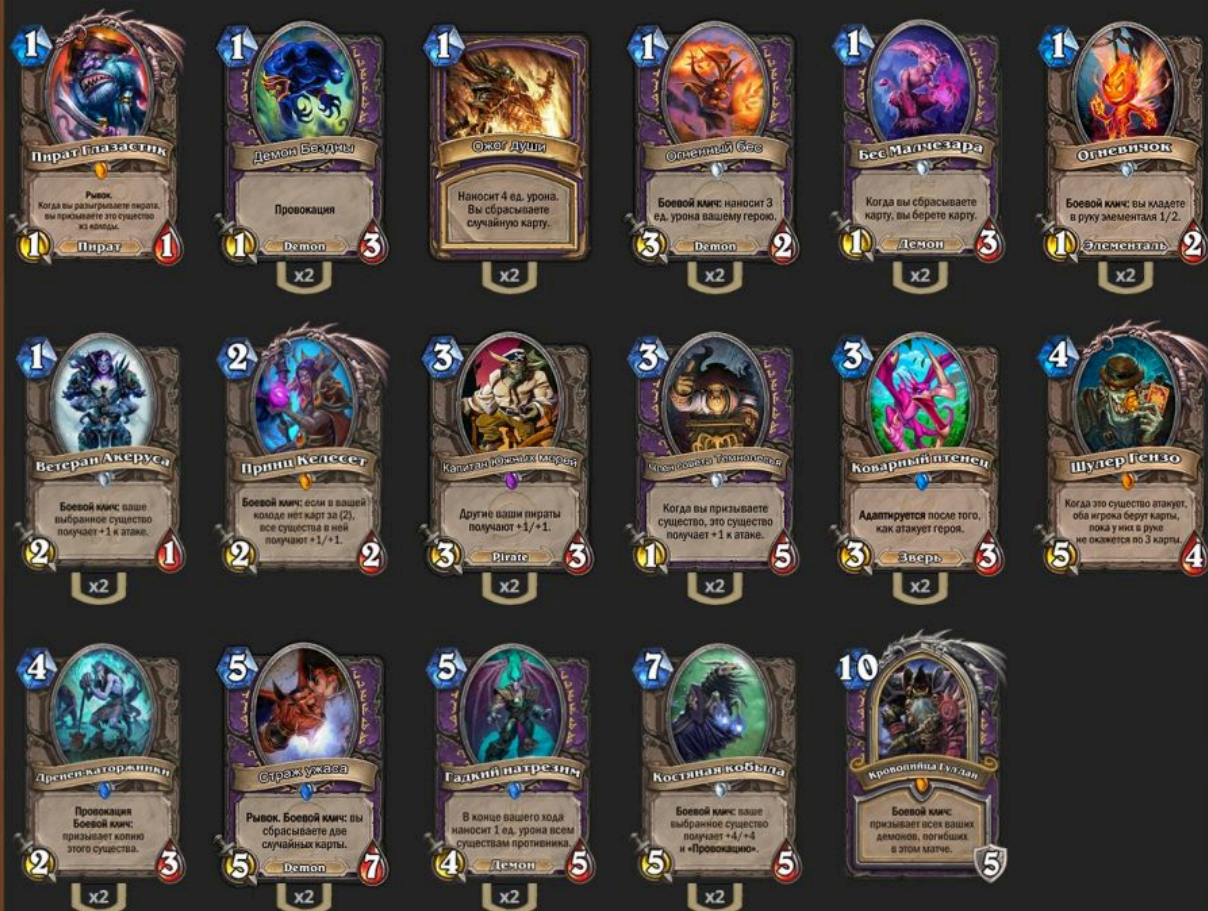 1
Пират Глазастик
Рывок.
Когда вы разыгрываете пирата,
вы призываете это существо
из колоды.
1
Пират
1
1
Демон Бездны
Провокация
1
Demon
3
x2
1
Ожог души
Наносит 4 ед. урона.
Вы сбрасываете
случайную карту.
x2
1
Огненный бес
Боевой клич: наносит 3
ед. урона вашему герою.
3
Demon
2
x2
1
Бес Малчезара
Когда вы сбрасываете
карту, вы берете карту.
1
Демон
3
x2
1
Огневичок
Боевой клич: вы кладете
в руку элементаля 1/2.
1
Элементаль
2
x2
1
Ветеран Акеруса
Боевой клич: ваше
выбранное существо
получает +1 к атаке.
2
1
x2
2
Принц Келесет
Боевой клич: если в вашей
колоде нет карт за (2),
все существа в ней
получают +1/+1.
2
2
3
Капитан Южных морей
Другие ваши пираты
получают +1/+1.
3
Pirate
3
x2
3
Член совета Темнолесья
Когда вы призываете
существо, это существо
получает +1 к атаке.
1
5
x2
3
Коварный птенец
Адаптируется после того,
как атакует героя.
3
Зверь
3
x2
4
Шулер Гензо
Когда это существо атакует,
оба игрока берут карты,
пока у них в руке
не окажется по 3 карты.
5
4
4
Дренеи-каторжники
Провокация
Боевой клич:
призывает копию
этого существа.
2
3
x2
5
Страж ужаса
Рывок. Боевой клич: вы
сбрасываете две
случайных карты.
5
Demon
7
x2
5
Гадкий натрезим
В конце вашего хода
наносит 1 ед. урона всем
существам противника.
4
Демон
5
x2
7
Костяная кобыла
Боевой клич: ваше
выбранное существо
получает +4/+4
и «Провокацию».
5
5
x2
10
Кровопийца Гулдан
Боевой клич:
призывает всех ваших
демонов, погибших
в этом матче.
5